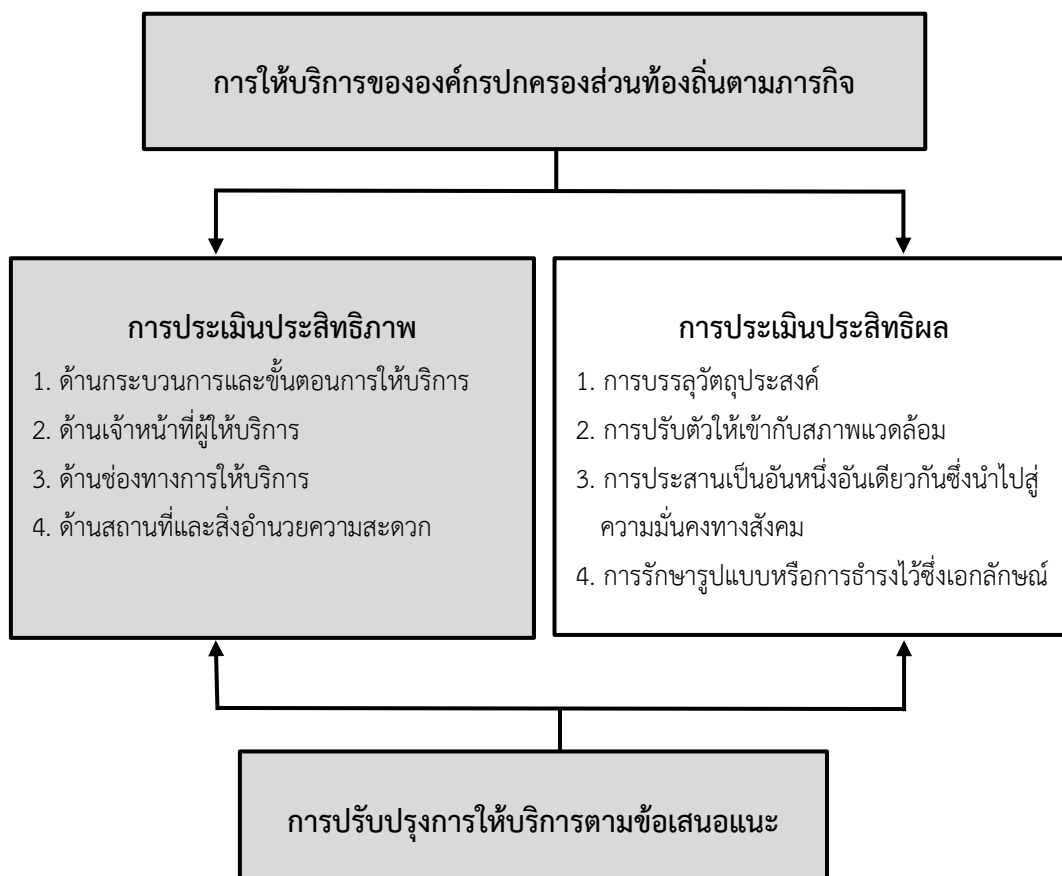 การให้บริการขององค์กรปกครองส่วนท้องถิ่นตามภารกิจ
การประเมินประสิทธิภาพ
1. ด้านกระบวนการและขั้นตอนการให้บริการ
2. ด้านเจ้าหน้าที่ผู้ให้บริการ
3. ด้านช่องทางการให้บริการ
4. ด้านสถานที่และสิ่งอำนวยความสะดวก
การประเมินประสิทธิผล
1. การบรรลุวัตถุประสงค์
2. การปรับตัวให้เข้ากับสภาพแวดล้อม
3. การประสานเป็นอันหนึ่งอันเดียวกันซึ่งนำไปสู่
ความมั่นคงทางสังคม
4. การรักษารูปแบบหรือการธำรงไว้ซึ่งเอกลักษณ์
การปรับปรุงการให้บริการตามข้อเสนอแนะ